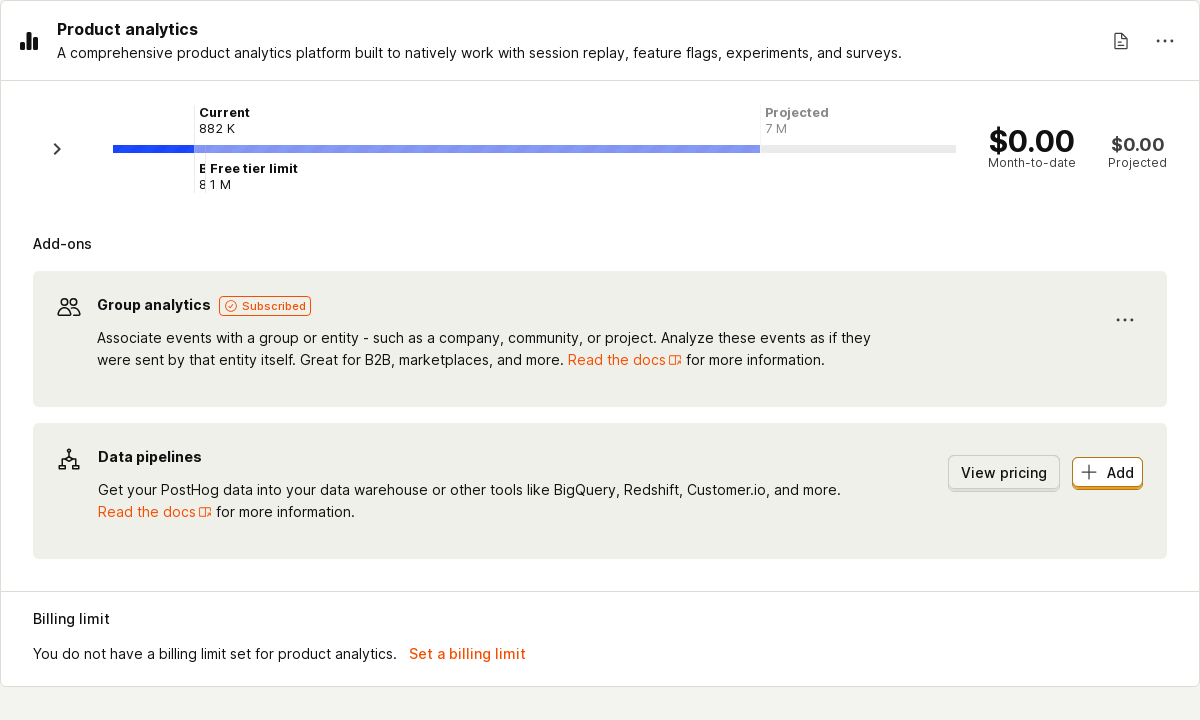 Product analytics
A comprehensive product analytics platform built to natively work with session replay, feature flags, experiments, and surveys.
Current
882 K
Projected
7 M
Free tier limit
1 M
$0.00
Month-to-date
$0.00
Projected
Add-ons
Group analytics Subscribed
Associate events with a group or entity - such as a company, community, or project. Analyze these events as if they
were sent by that entity itself. Great for B2B, marketplaces, and more. Read the docs for more information.
Data pipelines
Get your PostHog data into your data warehouse or other tools like BigQuery, Redshift, Customer.io, and more.
Read the docs for more information.
View pricing
Add
Billing limit
You do not have a billing limit set for product analytics. Set a billing limit